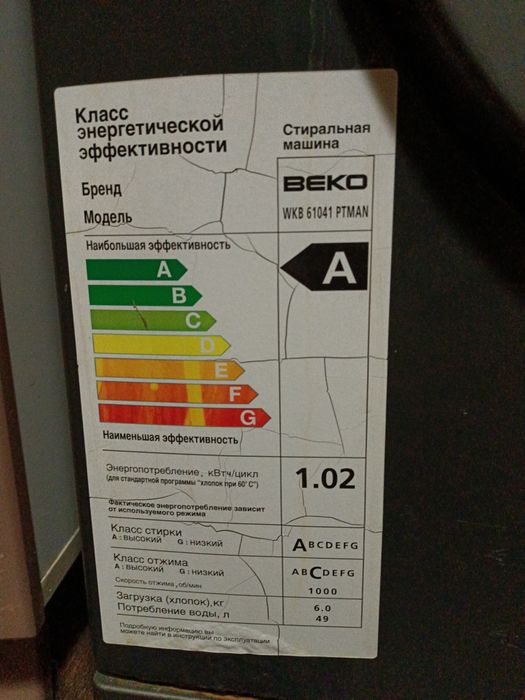 Класс
энергетической
эффективности
Стиральная
машина
Бренд
BEKO
Модель
WKB 61041 PTMAN
Наибольшая эффективность
A
A
B
C
D
E
F
G
Наименьшая эффективность
Энергопотребление, кВтч/цикл
(для стандартной программы "хлопок при 60°С")
1.02
Фактическое энергопотребление зависит
от используемого режима
Класс стирки
A : ВЫСОКИЙ G : НИЗКИЙ
ABCDEFG
Класс отжима
A : ВЫСОКИЙ G : НИЗКИЙ
ABCDEFG
Скорость отжима, об/мин
1000
Загрузка (хлопок),кг
6.0
Потребление воды, л
49
Подробную информацию вы
можете найти в инструкции по эксплуатации